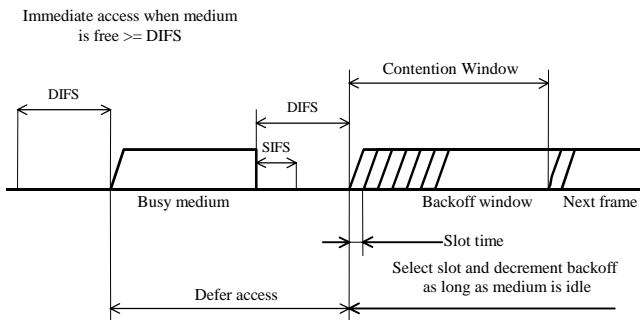 Immediate access when medium
is free >= DIFS
Contention Window
DIFS
DIFS
SIFS
Busy medium
Backoff window
Next frame
Slot time
Select slot and decrement backoff
as long as medium is idle
Defer access